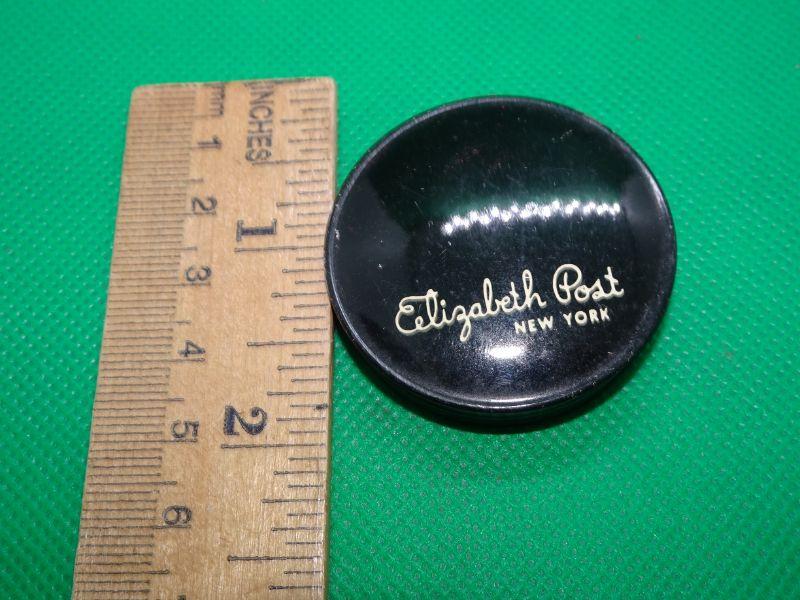 Elizabeth Post
NEW YORK
mm 1 2 3 4 5 6
INCHES 1 2